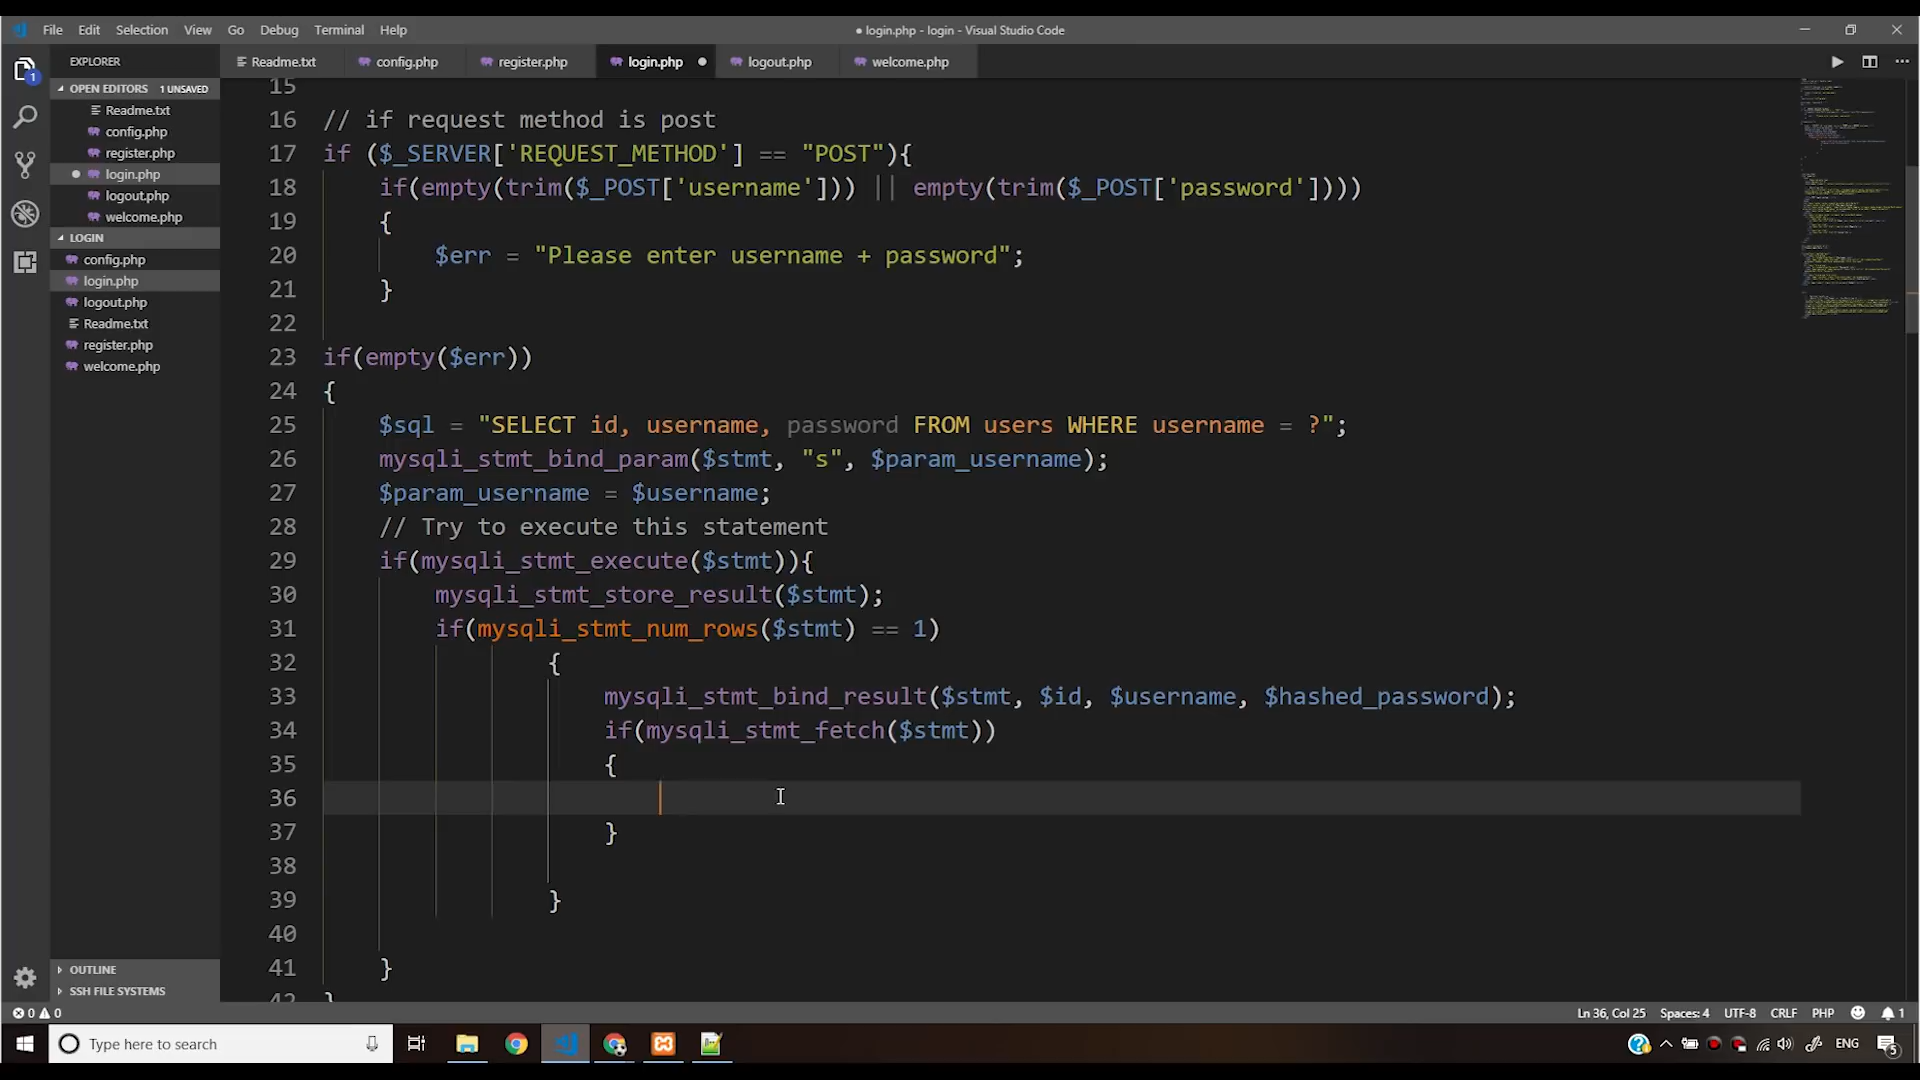 File Edit Selection View Go Debug Terminal Help
● login.php - login - Visual Studio Code
EXPLORER
Readme.txt config.php register.php login.php ● logout.php welcome.php
OPEN EDITORS 1 UNSAVED
Readme.txt
config.php
register.php
login.php
logout.php
welcome.php
LOGIN
config.php
login.php
logout.php
Readme.txt
register.php
welcome.php
OUTLINE
SSH FILE SYSTEMS
1
15
16 // if request method is post
17 if ($_SERVER['REQUEST_METHOD'] == "POST"){
18 if(empty(trim($_POST['username'])) || empty(trim($_POST['password'])))
19 {
20 $err = "Please enter username + password";
21 }
22
23 if(empty($err))
24 {
25 $sql = "SELECT id, username, password FROM users WHERE username = ?";
26 mysqli_stmt_bind_param($stmt, "s", $param_username);
27 $param_username = $username;
28 // Try to execute this statement
29 if(mysqli_stmt_execute($stmt)){
30 mysqli_stmt_store_result($stmt);
31 if(mysqli_stmt_num_rows($stmt) == 1)
32 {
33 mysqli_stmt_bind_result($stmt, $id, $username, $hashed_password);
34 if(mysqli_stmt_fetch($stmt))
35 {
36
37 }
38
39 }
40
41 }
42 }
0 0
Ln 36, Col 25 Spaces: 4 UTF-8 CRLF PHP 1
Type here to search
ENG
5